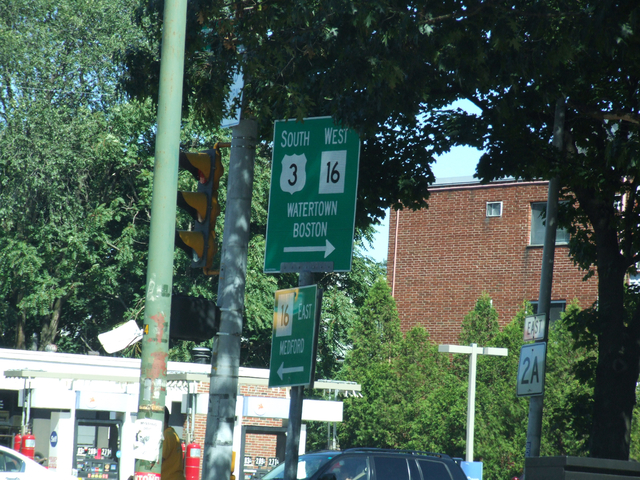 SOUTH WEST
3 16
WATERTOWN
BOSTON
16 EAST
MEDFORD
EAST
2A